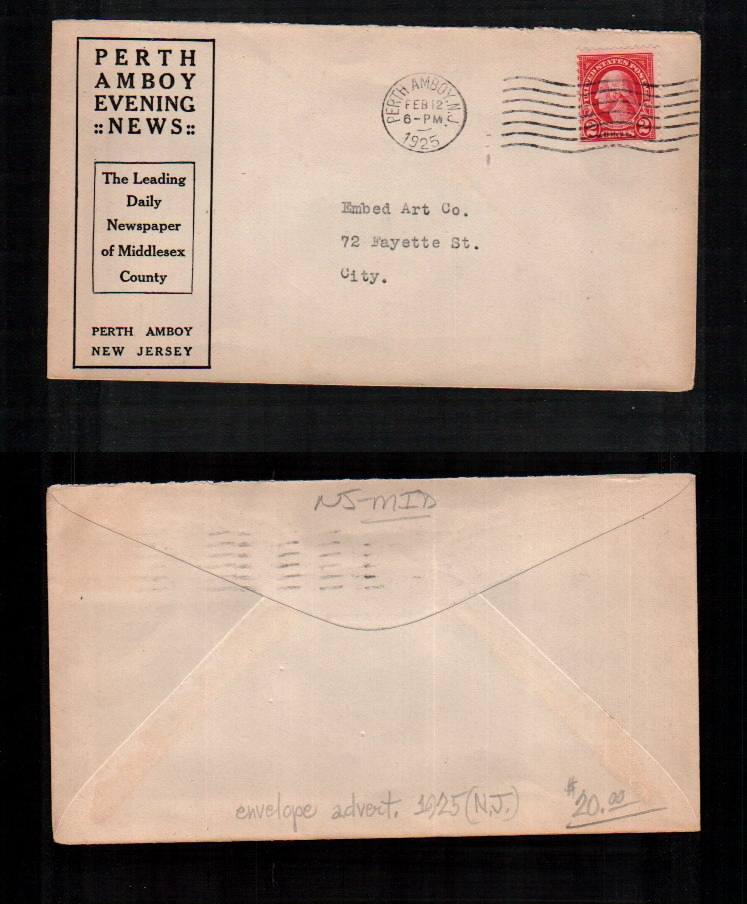 PERTH
AMBOY
EVENING
::NEWS::
The Leading
Daily
Newspaper
of Middlesex
County
PERTH AMBOY
NEW JERSEY
PERTH AMBOY, N.J.
FEB 12
6-PM
1925
UNITED STATES POSTAGE
2 CENTS 2
Embed Art Co.
72 Fayette St.
City.
NJ-MID
envelope advert. 1925 (N.J.)
$20.00